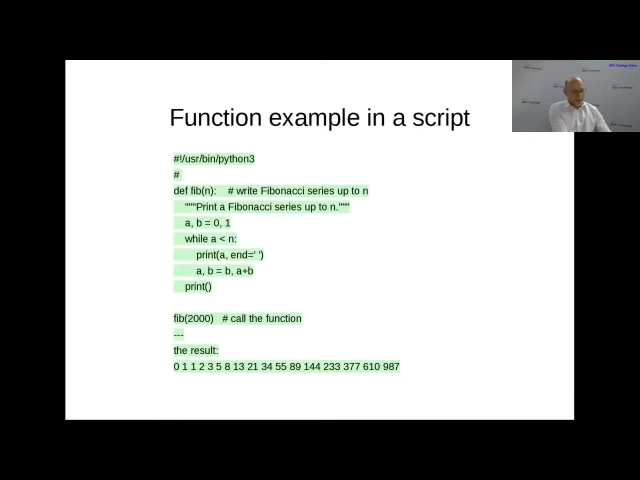 Function example in a script
#!/usr/bin/python3
#
def fib(n):    # write Fibonacci series up to n
    """Print a Fibonacci series up to n."""
    a, b = 0, 1
    while a < n:
        print(a, end=' ')
        a, b = b, a+b
    print()
fib(2000)   # call the function
---
the result:
0 1 1 2 3 5 8 13 21 34 55 89 144 233 377 610 987